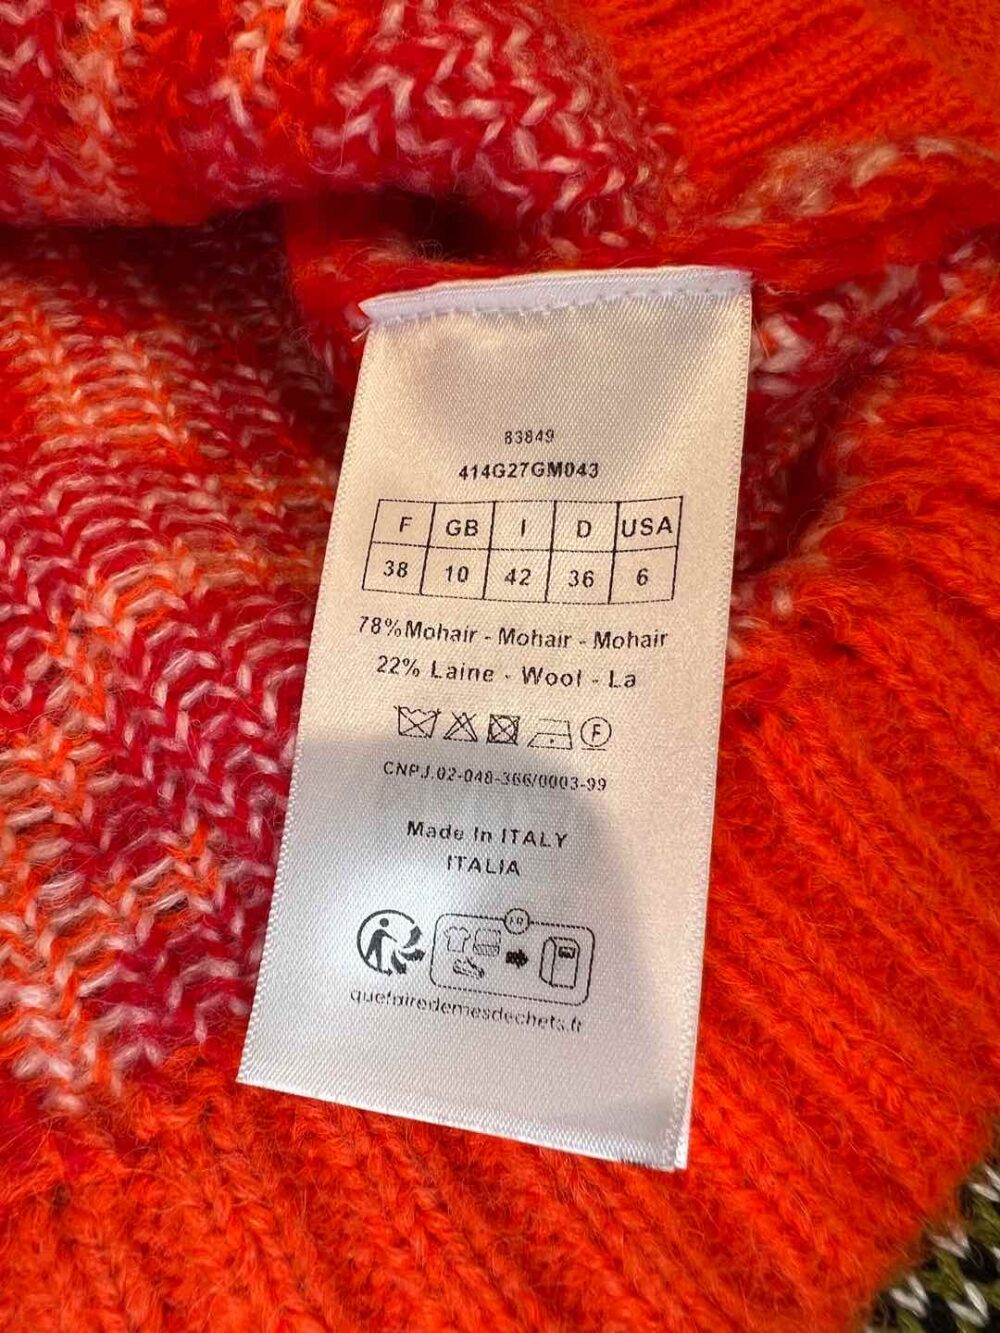 83849
414G27GM043
F GB I D USA
38 10 42 36 6
78%Mohair - Mohair - Mohair
22% Laine - Wool - La
F
CNPJ.02-048-366/0003-99
Made In ITALY
ITALIA
FR
quefairedemesdechets.fr